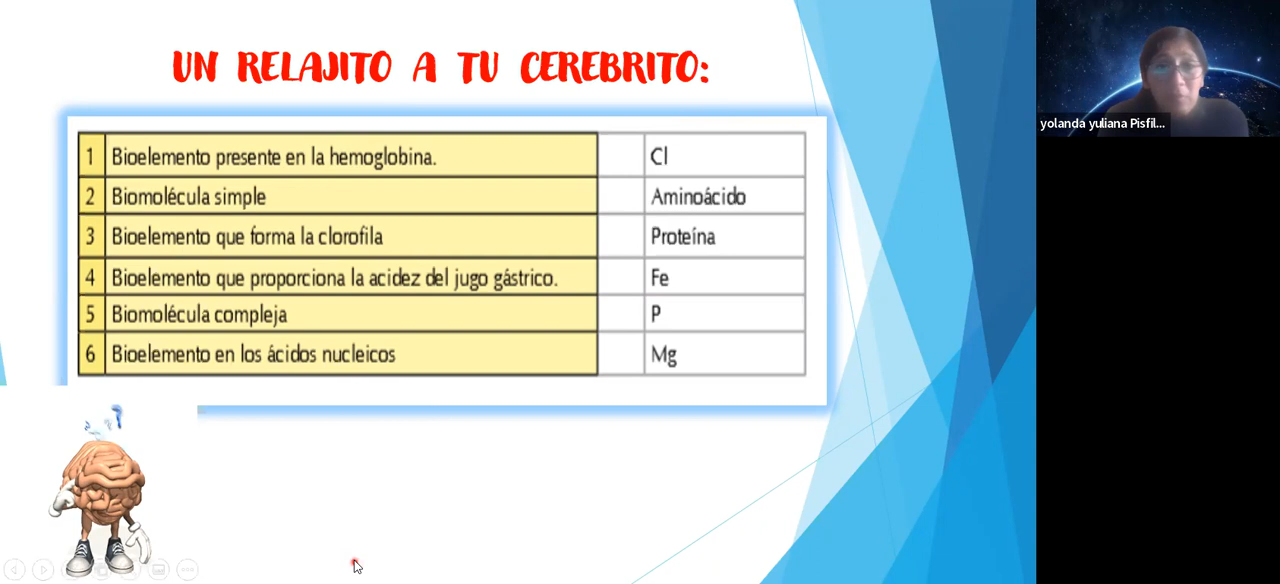 UN RELAJITO A TU CEREBRITO:
yolanda yuliana Pisfil...
1 Bioelemento presente en la hemoglobina. Cl
2 Biomolécula simple Aminoácido
3 Bioelemento que forma la clorofila Proteína
4 Bioelemento que proporciona la acidez del jugo gástrico. Fe
5 Biomolécula compleja P
6 Bioelemento en los ácidos nucleicos Mg